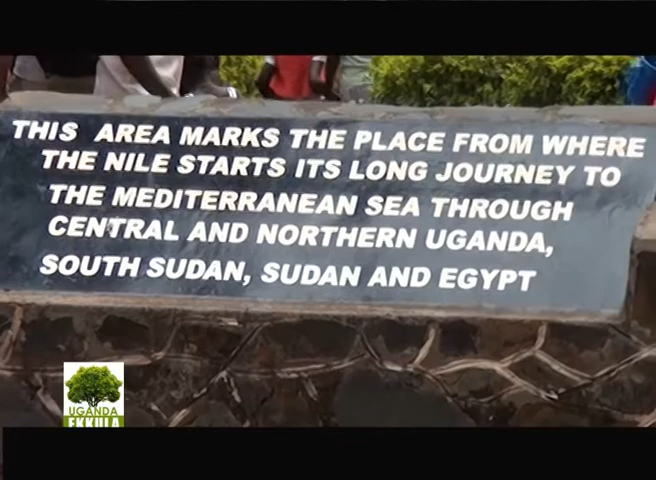 THIS AREA MARKS THE PLACE FROM WHERE
THE NILE STARTS ITS LONG JOURNEY TO
THE MEDITERRANEAN SEA THROUGH
CENTRAL AND NORTHERN UGANDA,
SOUTH SUDAN, SUDAN AND EGYPT
UGANDA
EKKULA